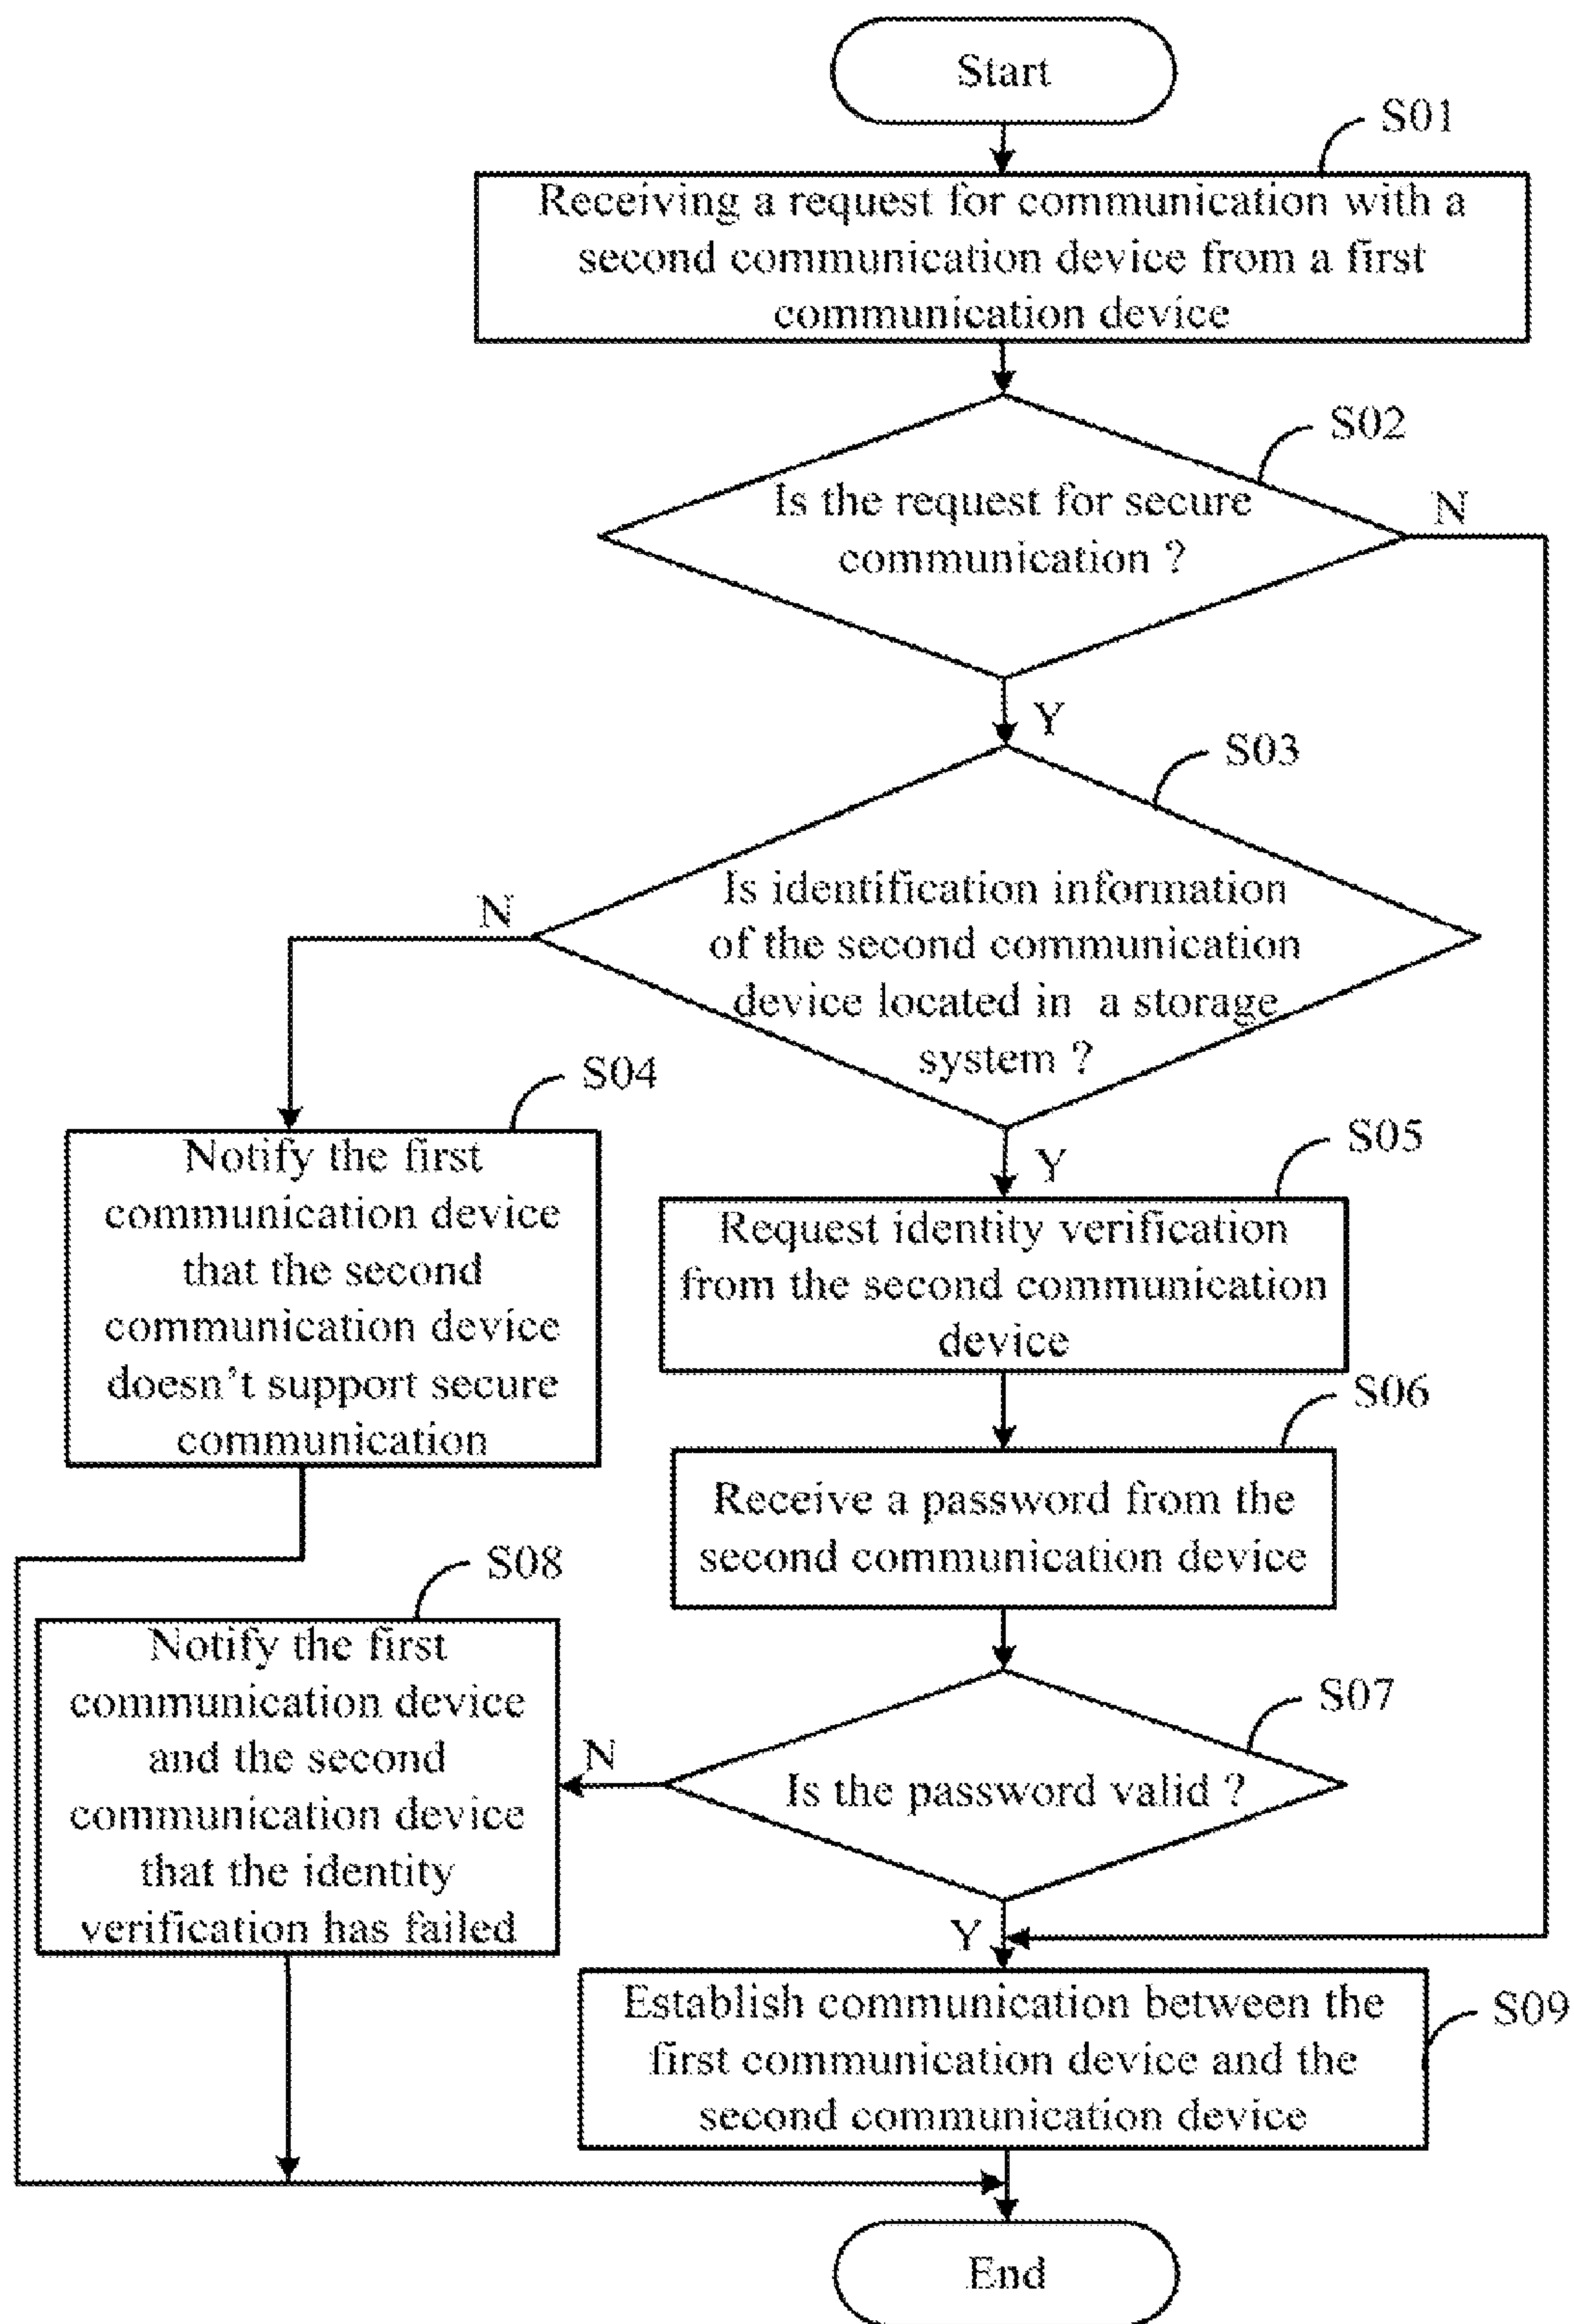 Start
S01
Receiving a request for communication with a
second communication device from a first
communication device
S02
Is the request for secure
communication ?
N
Y
S03
Is identification information
of the second communication
device located in a storage
system ?
N
Y
S04
Notify the first
communication device
that the second
communication device
doesn't support secure
communication
S05
Request identity verification
from the second communication
device
S06
Receive a password from the
second communication device
S07
Is the password valid ?
N
Y
S08
Notify the first
communication device
and the second
communication device
that the identity
verification has failed
S09
Establish communication between the
first communication device and the
second communication device
End